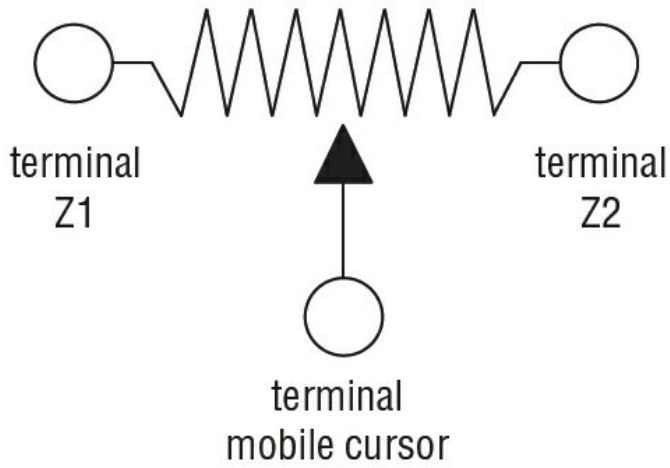 terminal
Z1
terminal
Z2
terminal
mobile cursor